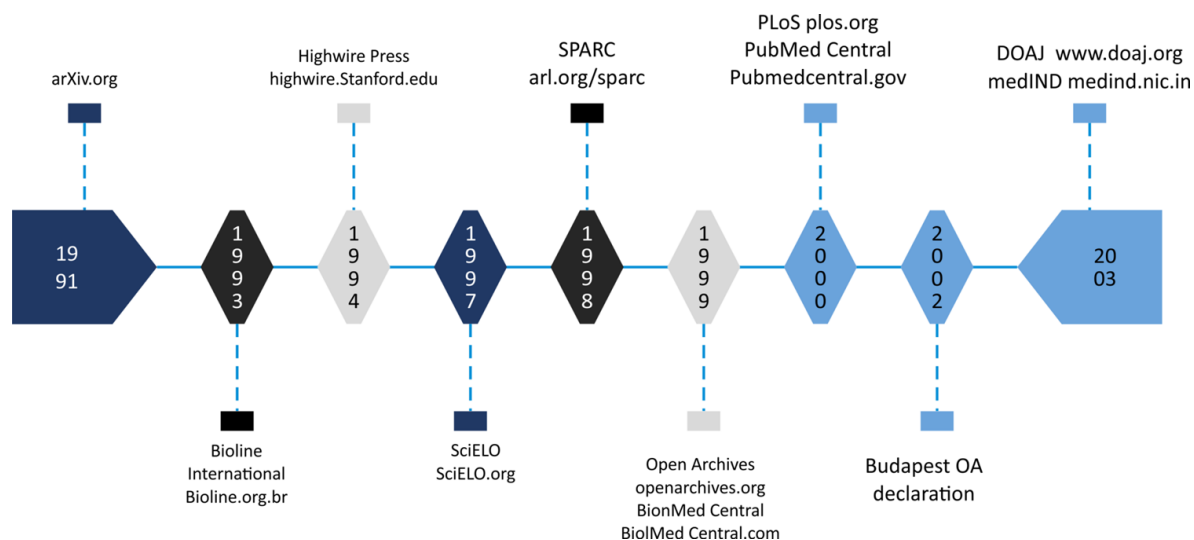 arXiv.org
Highwire Press
highwire.Stanford.edu
SPARC
arl.org/sparc
PLoS plos.org
PubMed Central
Pubmedcentral.gov
DOAJ www.doaj.org
medIND medind.nic.in
19
91
1
9
9
3
1
9
9
4
1
9
9
7
1
9
9
8
1
9
9
9
2
0
0
0
2
0
0
2
20
03
Bioline
International
Bioline.org.br
SciELO
SciELO.org
Open Archives
openarchives.org
BionMed Central
BiolMed Central.com
Budapest OA
declaration